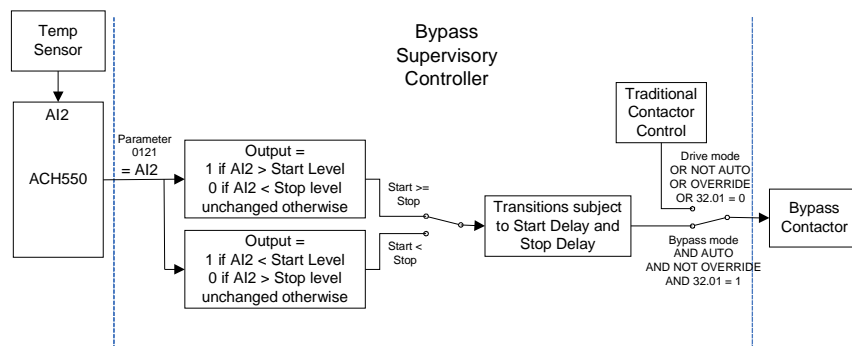 Temp
Sensor
AI2
ACH550
Parameter
0121
= AI2
Bypass
Supervisory
Controller
Output =
1 if AI2 > Start Level
0 if AI2 < Stop level
unchanged otherwise
Output =
1 if AI2 < Start Level
0 if AI2 > Stop level
unchanged otherwise
Start >=
Stop
Start <
Stop
Transitions subject
to Start Delay and
Stop Delay
Traditional
Contactor
Control
Drive mode
OR NOT AUTO
OR OVERRIDE
OR 32.01 = 0
Bypass mode
AND AUTO
AND NOT OVERRIDE
AND 32.01 = 1
Bypass
Contactor